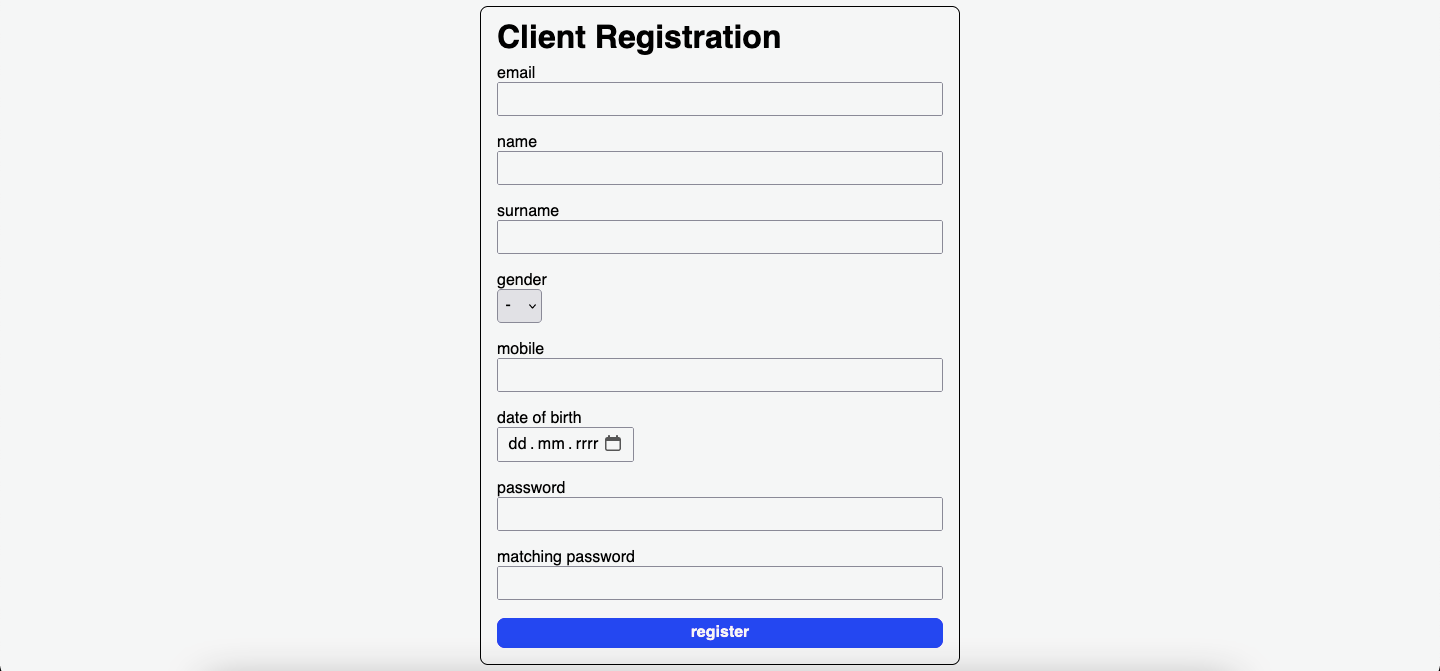 Client Registration
email
name
surname
gender
-
mobile
date of birth
dd.mm.rrrr
password
matching password
register